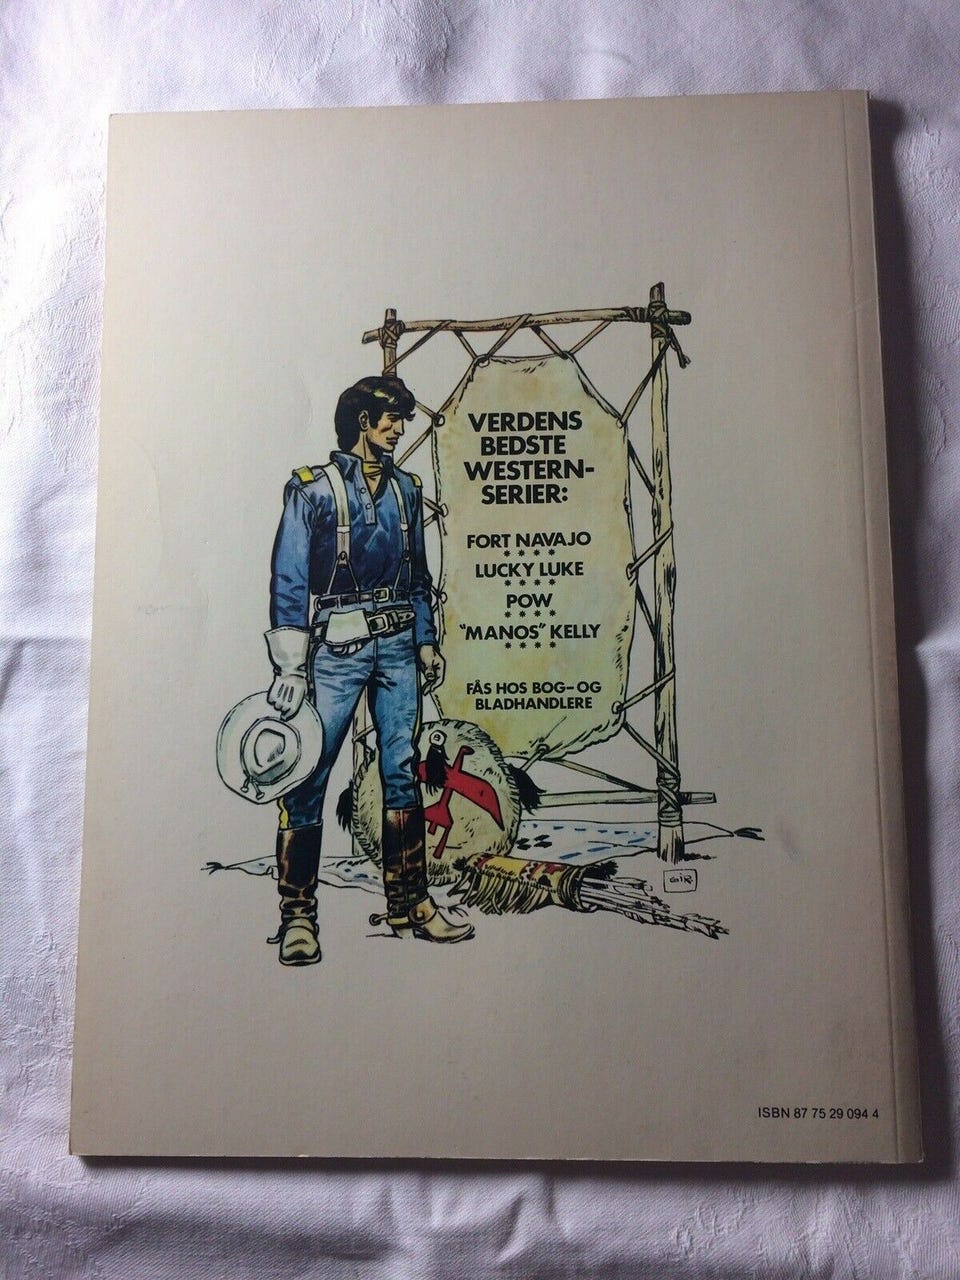 VERDENS
BEDSTE
WESTERN-
SERIER:
FORT NAVAJO
* * * *
LUCKY LUKE
* * * *
POW
* * * *
"MANOS" KELLY
* * * *
FÅS HOS BOG-OG
BLADHANDLERE
GIR
ISBN 87 75 29 094 4